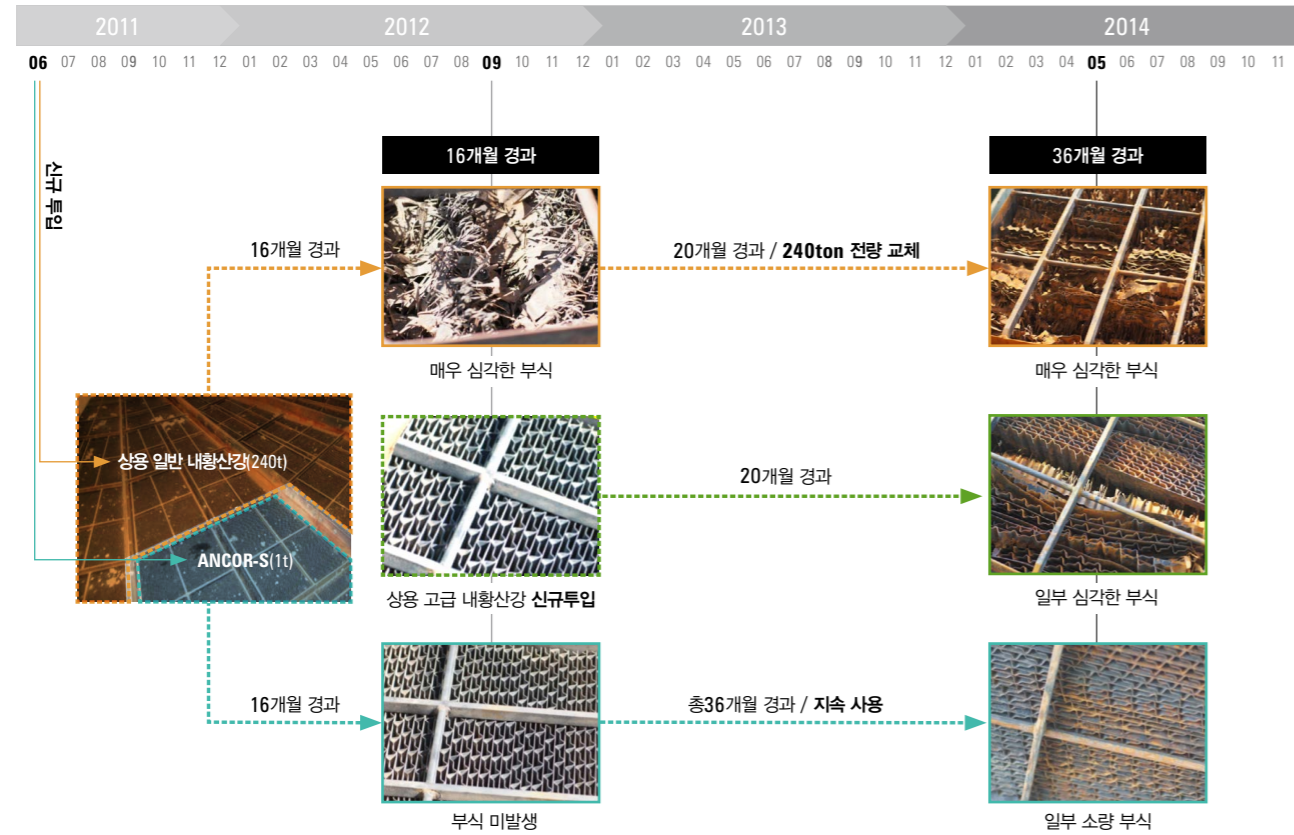 2011 2012 2013 2014
06 07 08 09 10 11 12 01 02 03 04 05 06 07 08 09 10 11 12 01 02 03 04 05 06 07 08 09 10 11 12 01 02 03 04 05 06 07 08 09 10 11
신규 투입
16개월 경과
36개월 경과
16개월 경과
20개월 경과 / 240ton 전량 교체
매우 심각한 부식
매우 심각한 부식
상용 일반 내황산강(240t)
ANCOR-S(1t)
20개월 경과
상용 고급 내황산강 신규투입
일부 심각한 부식
16개월 경과
총36개월 경과 / 지속 사용
부식 미발생
일부 소량 부식